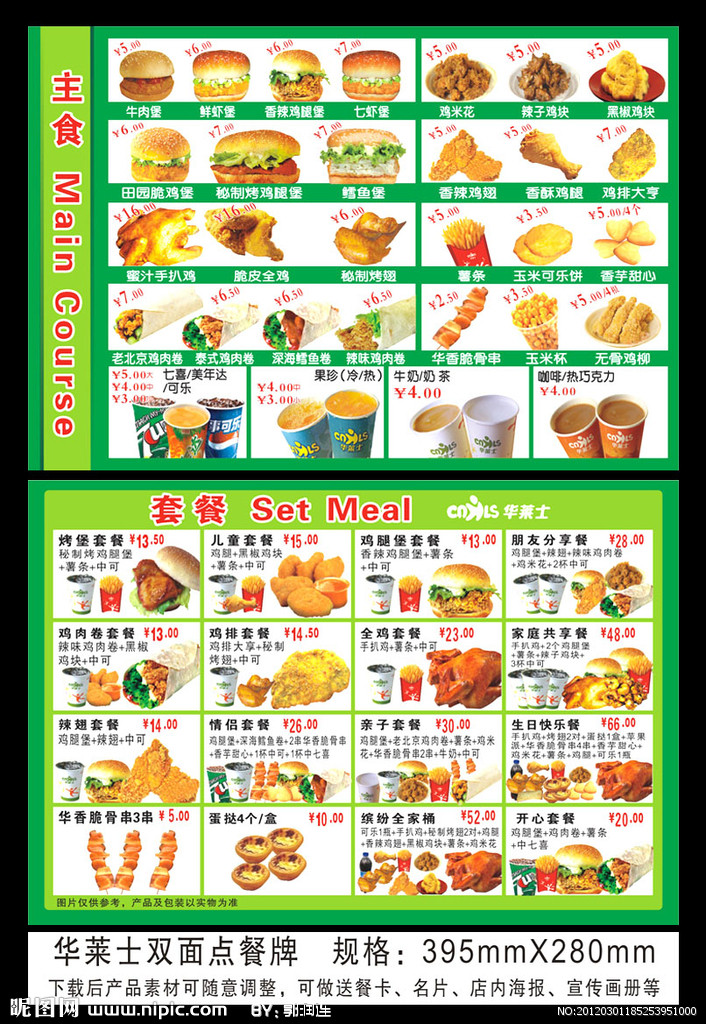 主食 Main Course
¥5.00 ¥6.00 ¥6.00 ¥7.00 ¥5.00 ¥5.00 ¥5.00
牛肉堡 鲜虾堡 香辣鸡腿堡 七虾堡 鸡米花 辣子鸡块 黑椒鸡块
¥6.00 ¥7.00 ¥7.00 ¥5.00 ¥5.00 ¥7.00
田园脆鸡堡 秘制烤鸡腿堡 鳕鱼堡 香辣鸡翅 香酥鸡腿 鸡排大亨
¥16.00 ¥16.00 ¥6.00 ¥5.00 ¥3.50 ¥5.00/4个
蜜汁手扒鸡 脆皮全鸡 秘制烤翅 薯条 玉米可乐饼 香芋甜心
¥7.00 ¥6.50 ¥6.50 ¥6.50 ¥2.50 ¥3.50 ¥5.00/4粒
老北京鸡肉卷 泰式鸡肉卷 深海鳕鱼卷 辣味鸡肉卷 华香脆骨串 玉米杯 无骨鸡柳
¥5.00大 七喜/美年达
¥4.00中 /可乐
¥3.00小
果珍(冷/热)
¥4.00中
¥3.00小
牛奶/奶茶
¥4.00
咖啡/热巧克力
¥4.00
套餐 Set Meal CNHLS 华莱士
烤堡套餐 ¥13.50
秘制烤鸡腿堡
+薯条+中可
儿童套餐 ¥15.00
鸡腿+黑椒鸡块
+薯条+中可
鸡腿堡套餐 ¥13.00
香辣鸡腿堡+薯条
+中可
朋友分享餐 ¥28.00
鸡腿堡+辣翅+辣味鸡肉卷
+鸡米花+2杯中可
鸡肉卷套餐 ¥13.00
辣味鸡肉卷+黑椒
鸡块+中可
鸡排套餐 ¥14.50
鸡排大亨+秘制
烤翅+中可
全鸡套餐 ¥23.00
手扒鸡+薯条+中可
家庭共享餐 ¥48.00
手扒鸡+2个鸡腿堡
+薯条+辣子鸡块+
3杯中可
辣翅套餐 ¥14.00
鸡腿堡+辣翅+中可
情侣套餐 ¥26.00
鸡腿堡+深海鳕鱼卷+2串华香脆骨串
+香芋甜心+1杯中可+1杯中七喜
亲子套餐 ¥30.00
鸡腿堡+老北京鸡肉卷+薯条+鸡米
花+华香脆骨串2串+牛奶+中可
生日快乐餐 ¥66.00
手扒鸡+烤翅2对+蛋挞1盒+苹果
派+华香脆骨串4串+香芋甜心+鸡
米花+薯条+鸡腿+可乐1瓶
华香脆骨串3串 ¥5.00
蛋挞4个/盒 ¥10.00
缤纷全家桶 ¥52.00
可乐1瓶+手扒鸡+秘制烤翅2对+鸡腿
+香辣鸡翅+黑椒鸡块+薯条+鸡米花
开心套餐 ¥20.00
鸡腿堡+鸡肉卷+薯条
+中七喜
图片仅供参考，产品及包装以实物为准
华莱士双面点餐牌 规格：395mmX280mm
下载后产品素材可随意调整，可做送餐卡、名片、店内海报、宣传画册等
昵图网 www.nipic.com BY: 郭润连 NO:20120301185253951000